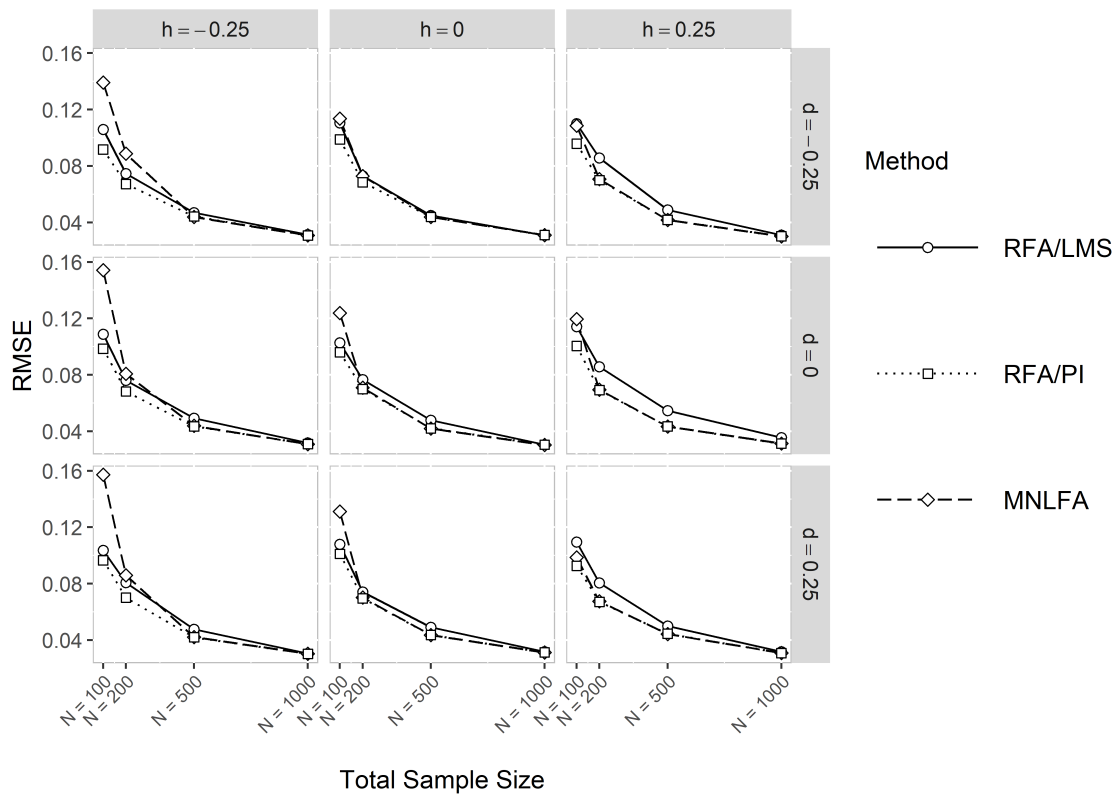 h = − 0.25
h = 0
h = 0.25
RMSE
0.16
0.12
0.08
0.04
d = − 0.25
0.16
0.12
0.08
0.04
d = 0
0.16
0.12
0.08
0.04
d = 0.25
N = 100
N = 200
N = 500
N = 1000
N = 100
N = 200
N = 500
N = 1000
N = 100
N = 200
N = 500
N = 1000
Total Sample Size
Method
RFA/LMS
RFA/PI
MNLFA